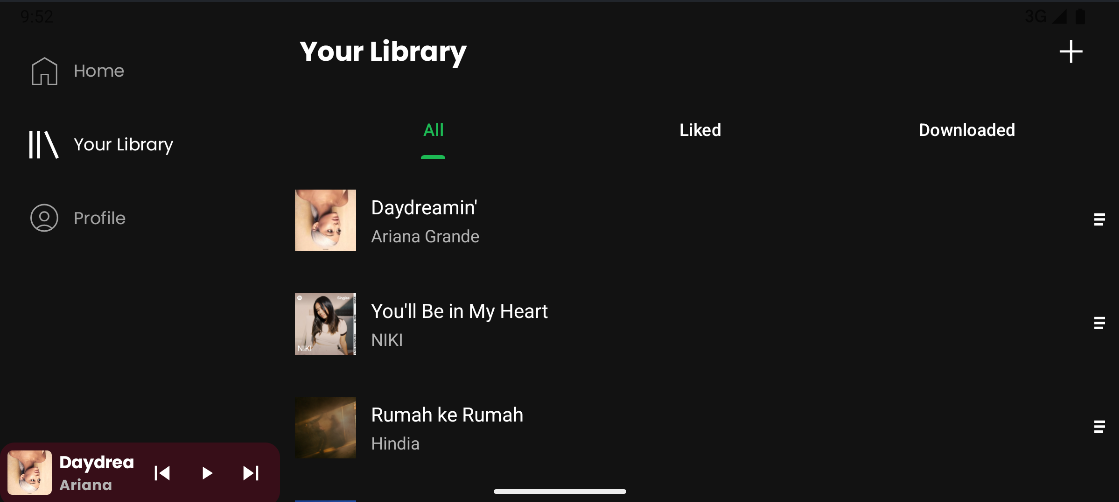 9:52
3G
Home
Your Library
Profile
Your Library
All
Liked
Downloaded
Daydreamin'
Ariana Grande
You'll Be in My Heart
NIKI
NIKI
Rumah ke Rumah
Hindia
Daydrea
Ariana